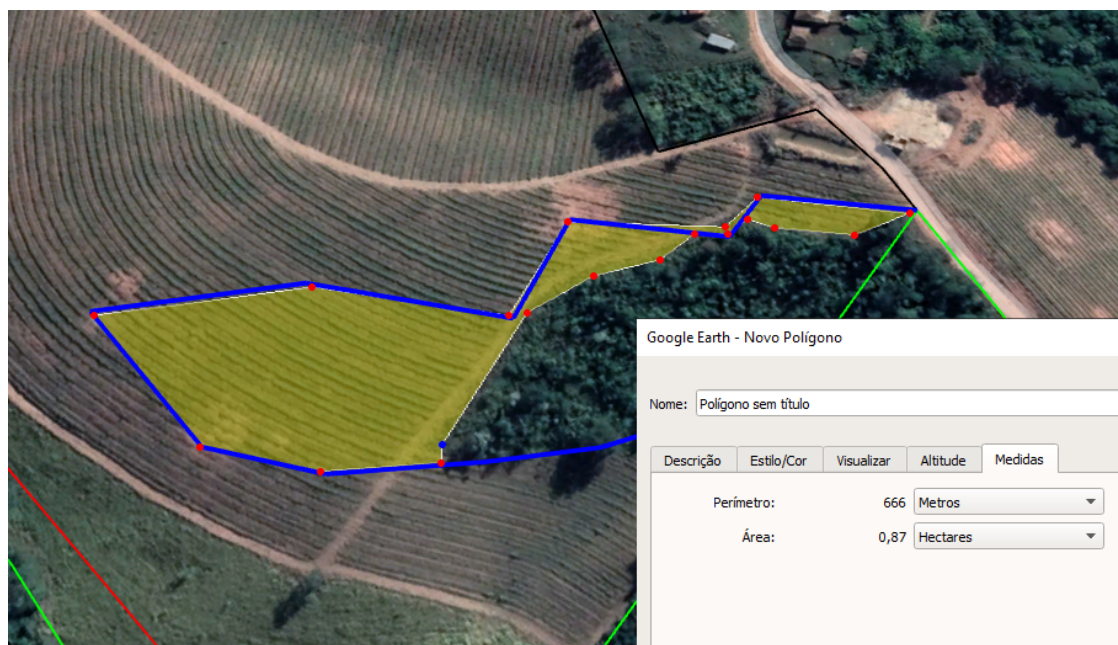 Google Earth - Novo Polígono
Nome: Polígono sem título
Descrição Estilo/Cor Visualizar Altitude Medidas
Perímetro: 666 Metros
Área: 0,87 Hectares